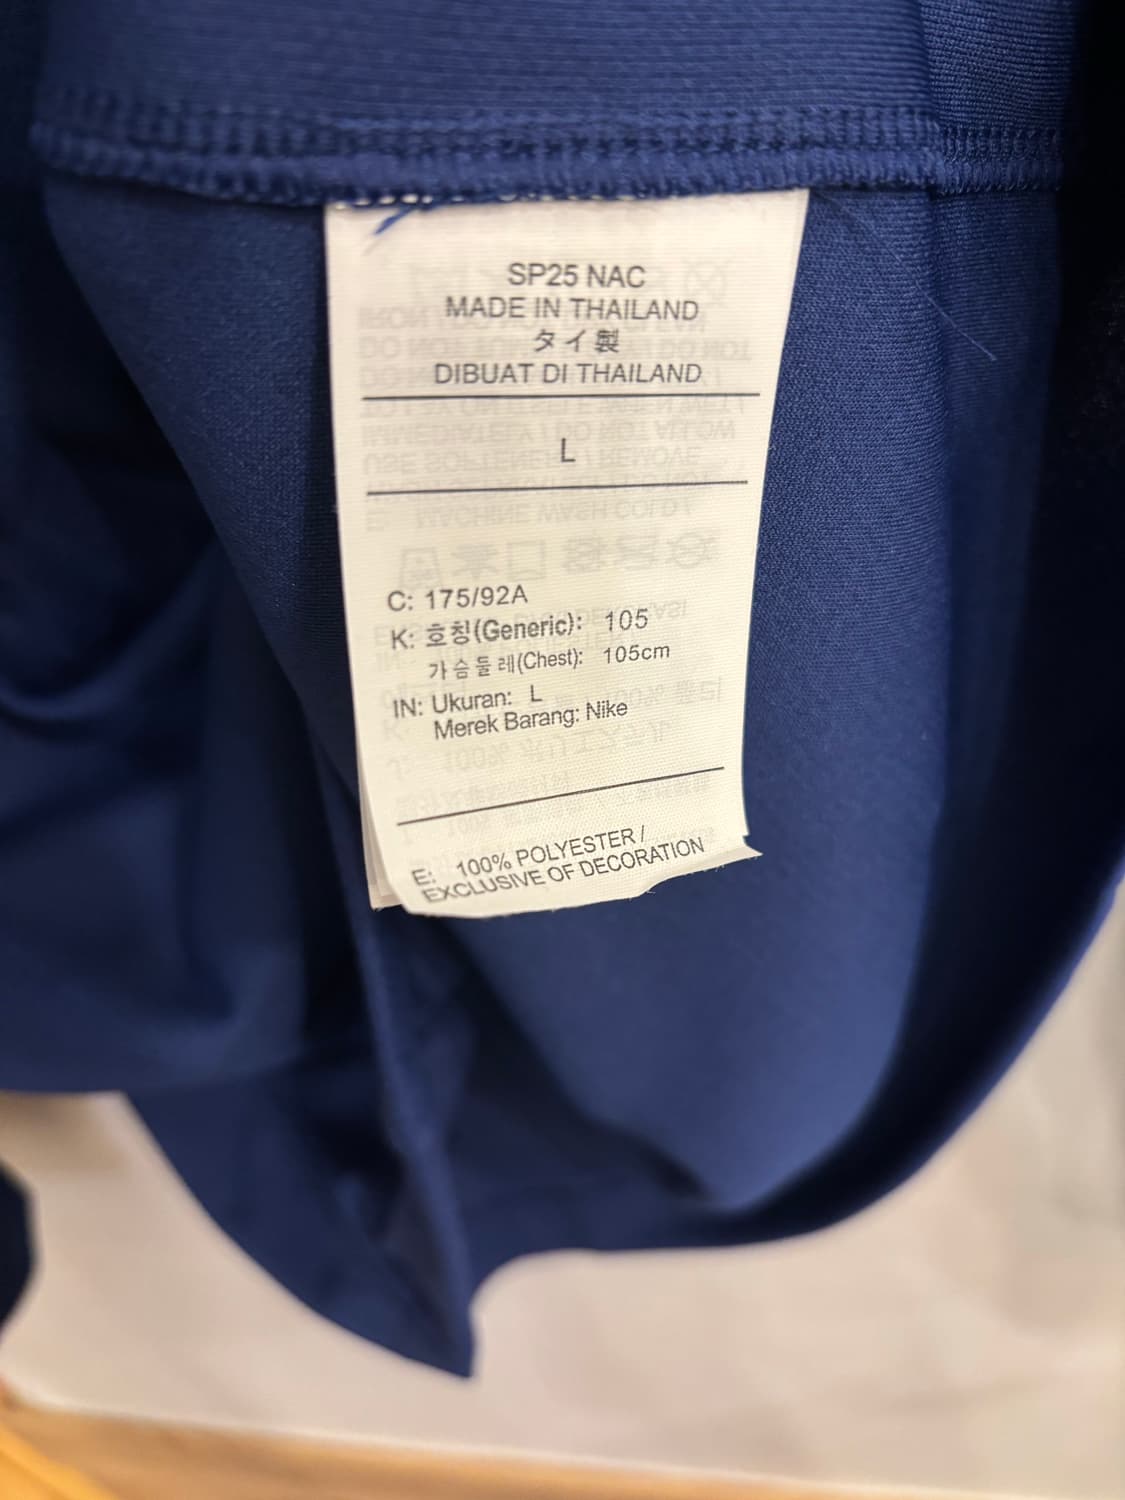 SP25 NAC
MADE IN THAILAND
タイ製
DIBUAT DI THAILAND
L
C: 175/92A
K: 호칭(Generic): 105
가슴둘레(Chest): 105cm
IN: Ukuran: L
Merek Barang: Nike
E: 100% POLYESTER /
EXCLUSIVE OF DECORATION